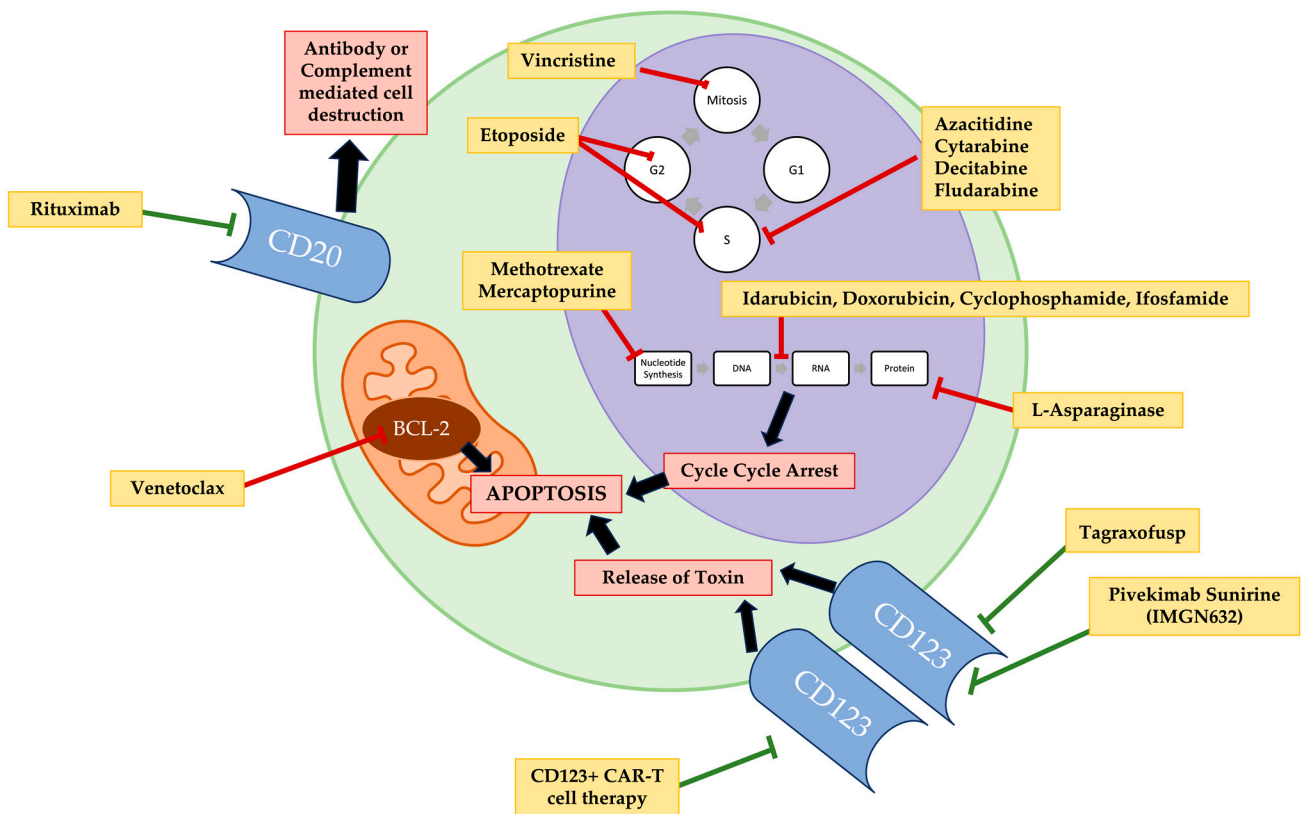 Antibody or
Complement
mediated cell
destruction
Vincristine
Mitosis
Etoposide
G2
G1
S
Azacitidine
Cytarabine
Decitabine
Fludarabine
Rituximab
CD20
Methotrexate
Mercaptopurine
Idarubicin, Doxorubicin, Cyclophosphamide, Ifosfamide
Nucleotide
Synthesis
DNA
RNA
Protein
L-Asparaginase
BCL-2
Venetoclax
APOPTOSIS
Cycle Cycle Arrest
Release of Toxin
Tagraxofusp
Pivekimab Sunirine
(IMGN632)
CD123
CD123
CD123+ CAR-T
cell therapy